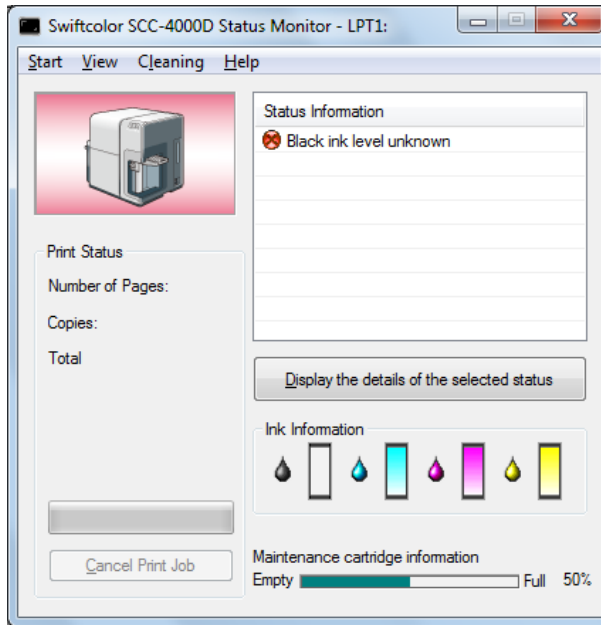 Swiftcolor SCC-4000D Status Monitor - LPT1:
Start View Cleaning Help
Status Information
Black ink level unknown
Print Status
Number of Pages:
Copies:
Total
Display the details of the selected status
Ink Information
Cancel Print Job
Maintenance cartridge information
Empty Full 50%